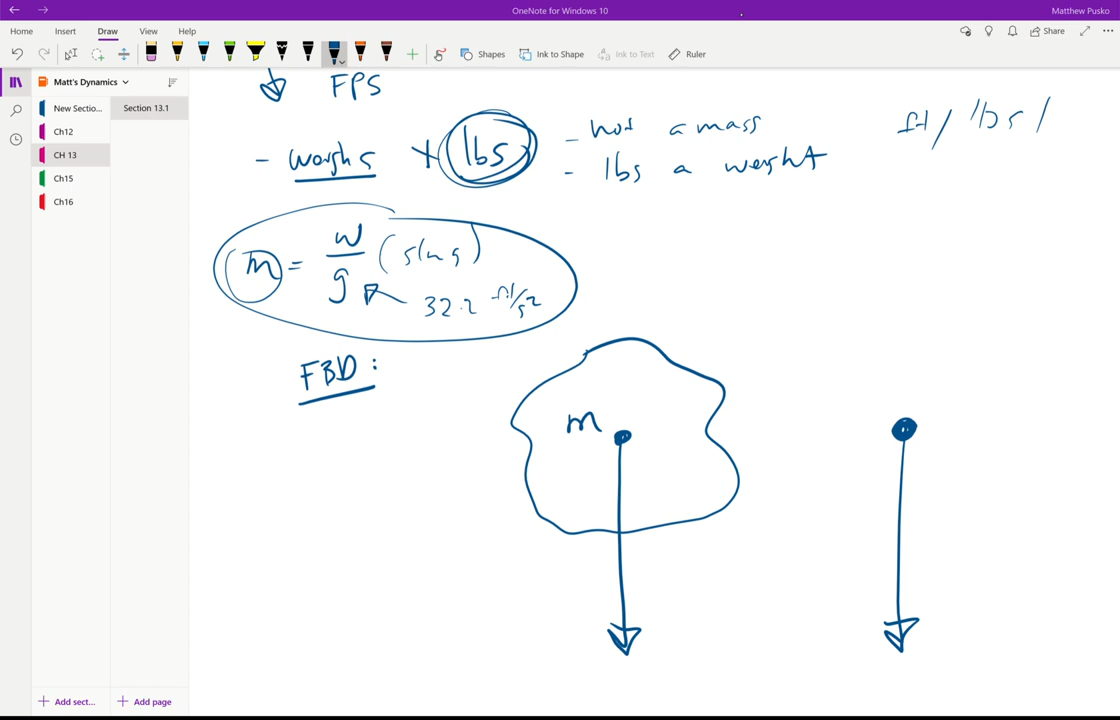 OneNote for Windows 10
Matthew Pusko
Home Insert Draw View Help
Share
Shapes
Ink to Shape
Ink to Text
Ruler
Matt's Dynamics
New Sectio...
Ch12
CH 13
Ch15
Ch16
Section 13.1
Add sect...
Add page
FPS
- weighs * lbs
- not a mass
- lbs a weight
ft / lbs /
m = W/g (slugs)
32.2 ft/s2
FBD:
m